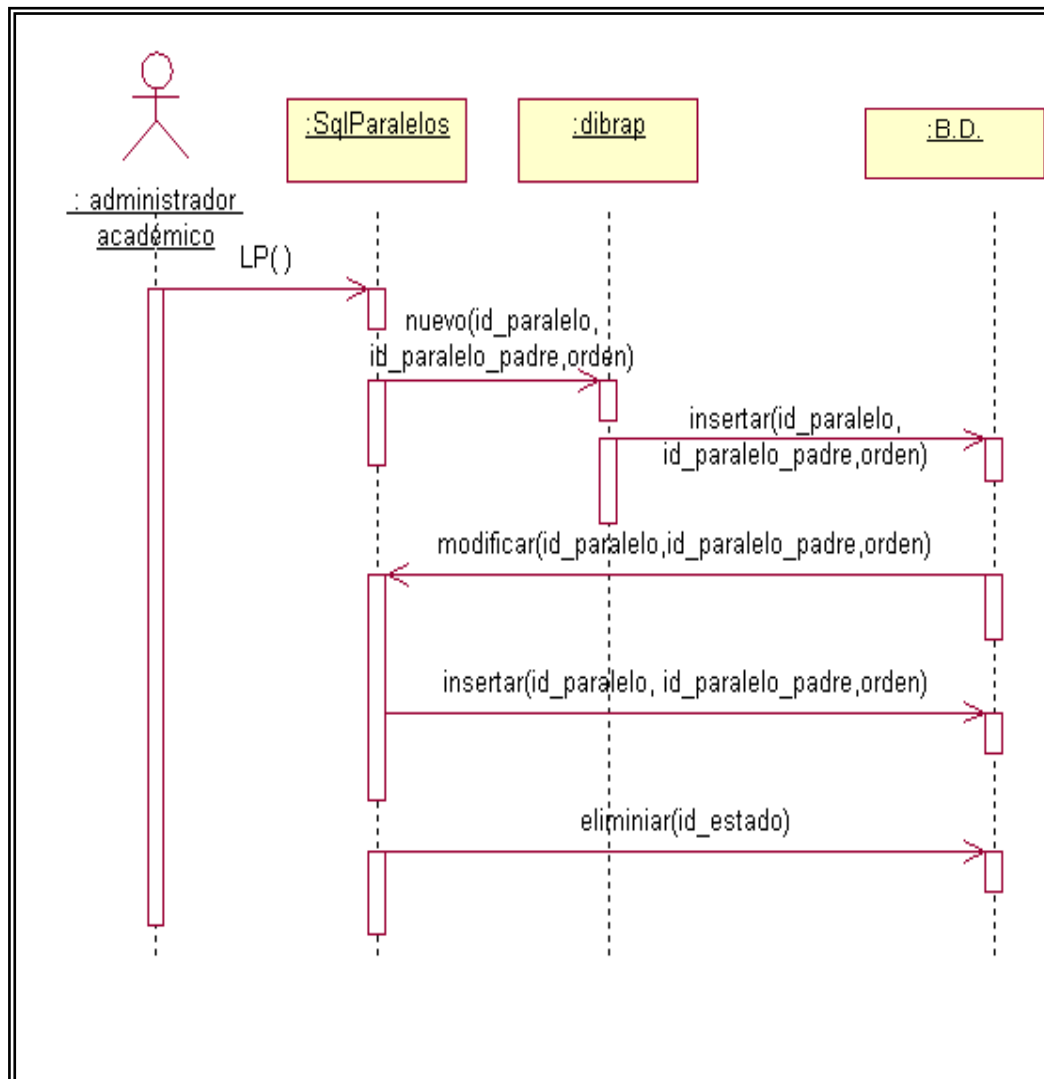 :SqlParalelos
:dibrap
:B.D.
: administrador
académico
LP()
nuevo(id_paralelo,
id_paralelo_padre,orden)
insertar(id_paralelo,
id_paralelo_padre,orden)
modificar(id_paralelo,id_paralelo_padre,orden)
insertar(id_paralelo, id_paralelo_padre,orden)
eliminiar(id_estado)